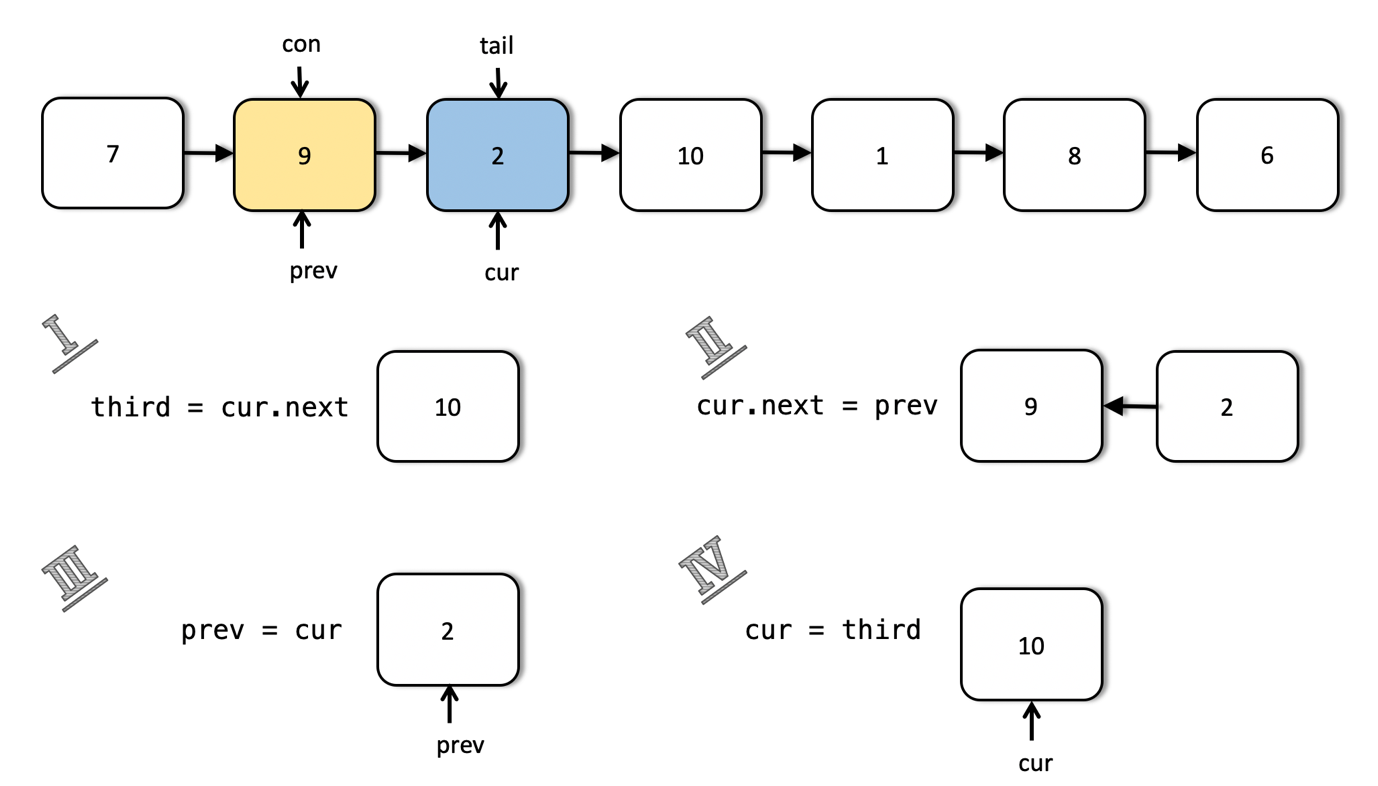 con tail
7 9 2 10 1 8 6
prev cur
I II
third = cur.next 10 cur.next = prev 9 2
III IV
prev = cur 2 cur = third 10
prev cur